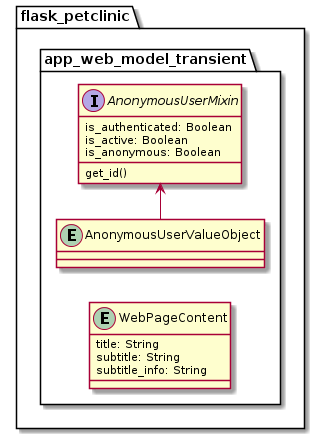 flask_petclinic
app_web_model_transient
I AnonymousUserMixin
is_authenticated: Boolean
is_active: Boolean
is_anonymous: Boolean
get_id()
E AnonymousUserValueObject
E WebPageContent
title: String
subtitle: String
subtitle_info: String